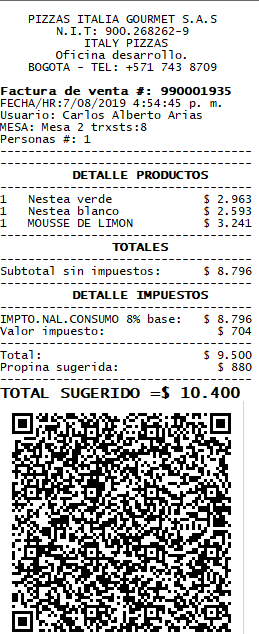 PIZZAS ITALIA GOURMET S.A.S
N.I.T: 900.268262-9
ITALY PIZZAS
Oficina desarrollo.
BOGOTA - TEL: +571 743 8709
Factura de venta #: 990001935
FECHA/HR:7/08/2019 4:54:45 p. m.
Usuario: Carlos Alberto Arias
MESA: Mesa 2 trxsts:8
Personas #: 1
DETALLE PRODUCTOS
1 Nestea verde $ 2.963
1 Nestea blanco $ 2.593
1 MOUSSE DE LIMON $ 3.241
TOTALES
Subtotal sin impuestos: $ 8.796
DETALLE IMPUESTOS
IMPTO.NAL.CONSUMO 8% base: $ 8.796
Valor impuesto: $ 704
Total: $ 9.500
Propina sugerida: $ 880
TOTAL SUGERIDO =$ 10.400